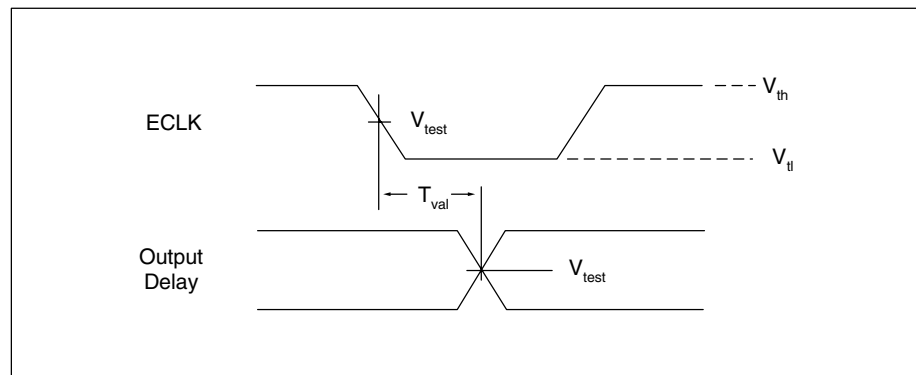 V_th
ECLK
V_test
V_tl
T_val
Output
Delay
V_test